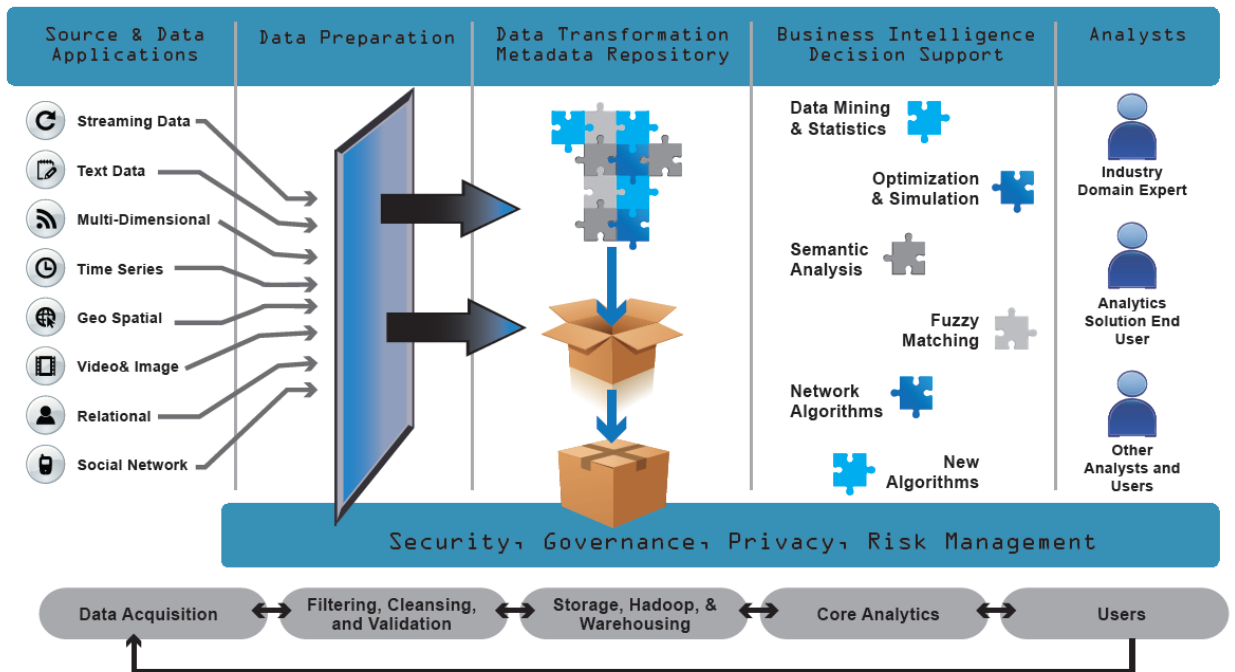 Source & Data
Applications
Data Preparation
Data Transformation
Metadata Repository
Business Intelligence
Decision Support
Analysts
Streaming Data
Text Data
Multi-Dimensional
Time Series
Geo Spatial
Video& Image
Relational
Social Network
Data Mining
& Statistics
Optimization
& Simulation
Semantic
Analysis
Fuzzy
Matching
Network
Algorithms
New
Algorithms
Industry
Domain Expert
Analytics
Solution End
User
Other
Analysts and
Users
Security, Governance, Privacy, Risk Management
Data Acquisition
Filtering, Cleansing,
and Validation
Storage, Hadoop, &
Warehousing
Core Analytics
Users